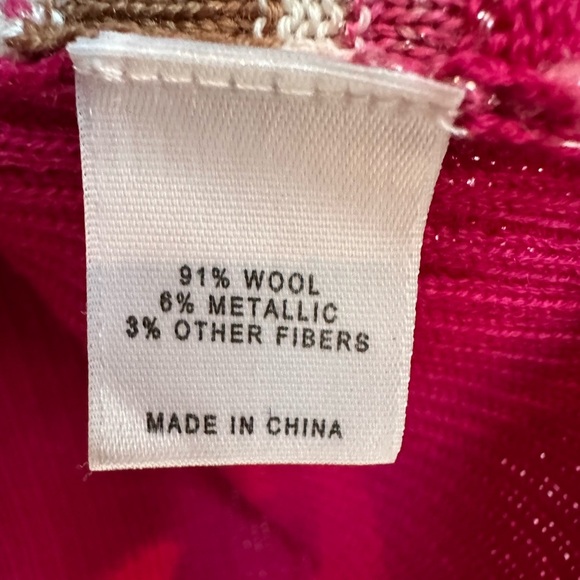 91% WOOL
6% METALLIC
3% OTHER FIBERS
MADE IN CHINA